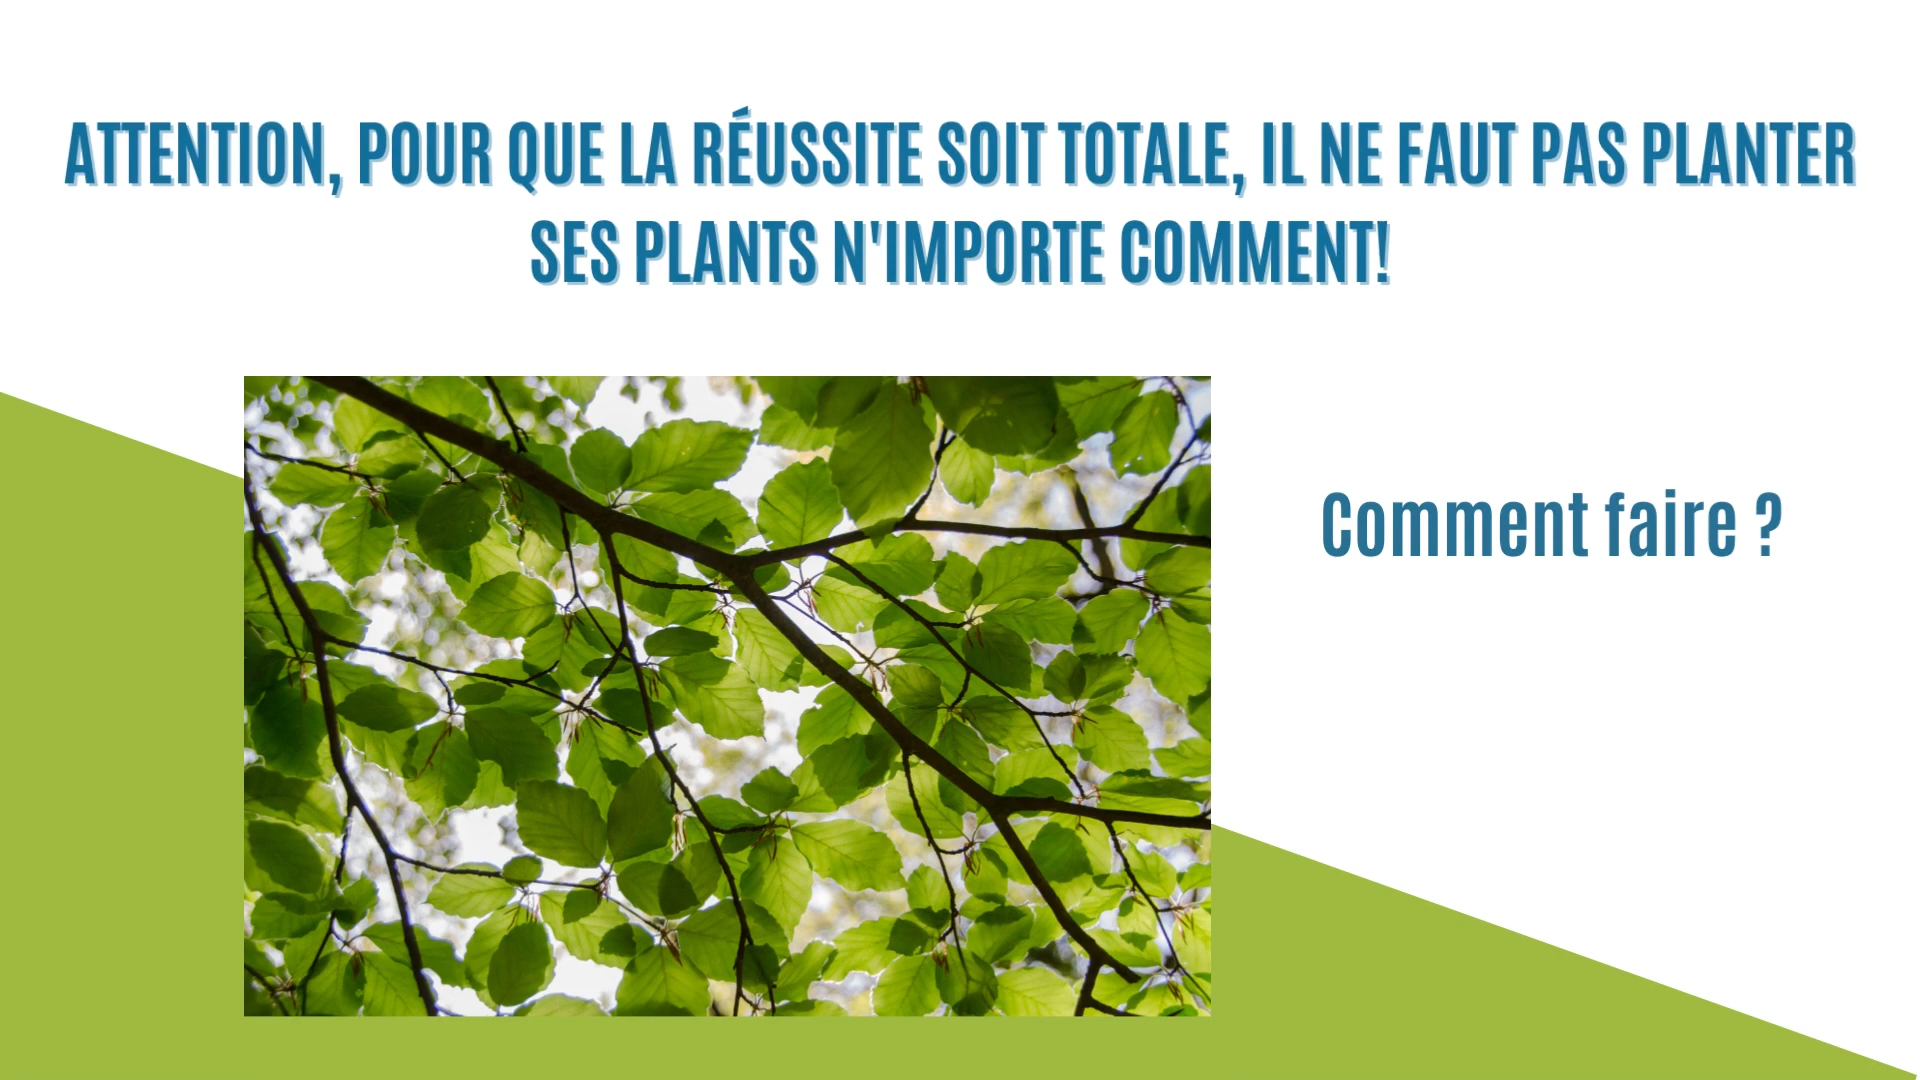 ATTENTION, POUR QUE LA RÉUSSITE SOIT TOTALE, IL NE FAUT PAS PLANTER
SES PLANTS N'IMPORTE COMMENT!
Comment faire ?